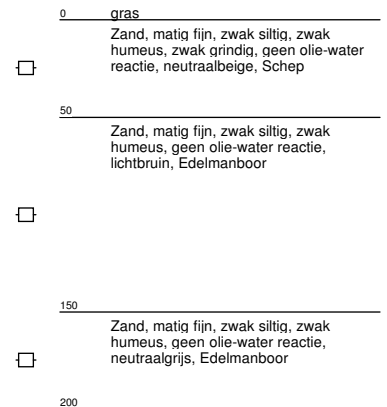 0 gras
Zand, matig fijn, zwak siltig, zwak
humeus, zwak grindig, geen olie-water
reactie, neutraalbeige, Schep
50
Zand, matig fijn, zwak siltig, zwak
humeus, geen olie-water reactie,
lichtbruin, Edelmanboor
150
Zand, matig fijn, zwak siltig, zwak
humeus, geen olie-water reactie,
neutraalgrijs, Edelmanboor
200